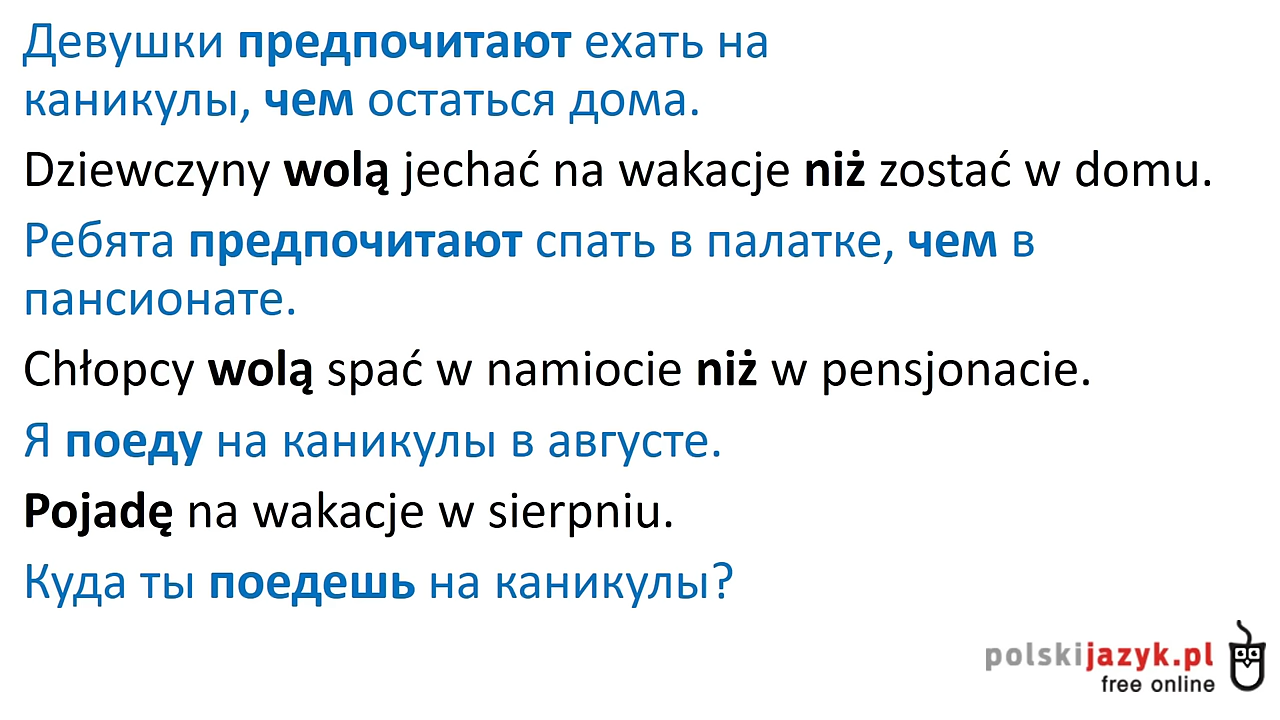 Девушки предпочитают ехать на
каникулы, чем остаться дома.
Dziewczyny wolą jechać na wakacje niż zostać w domu.
Ребята предпочитают спать в палатке, чем в
пансионате.
Chłopcy wolą spać w namiocie niż w pensjonacie.
Я поеду на каникулы в августе.
Pojadę na wakacje w sierpniu.
Куда ты поедешь на каникулы?
polskijazyk.pl
free online